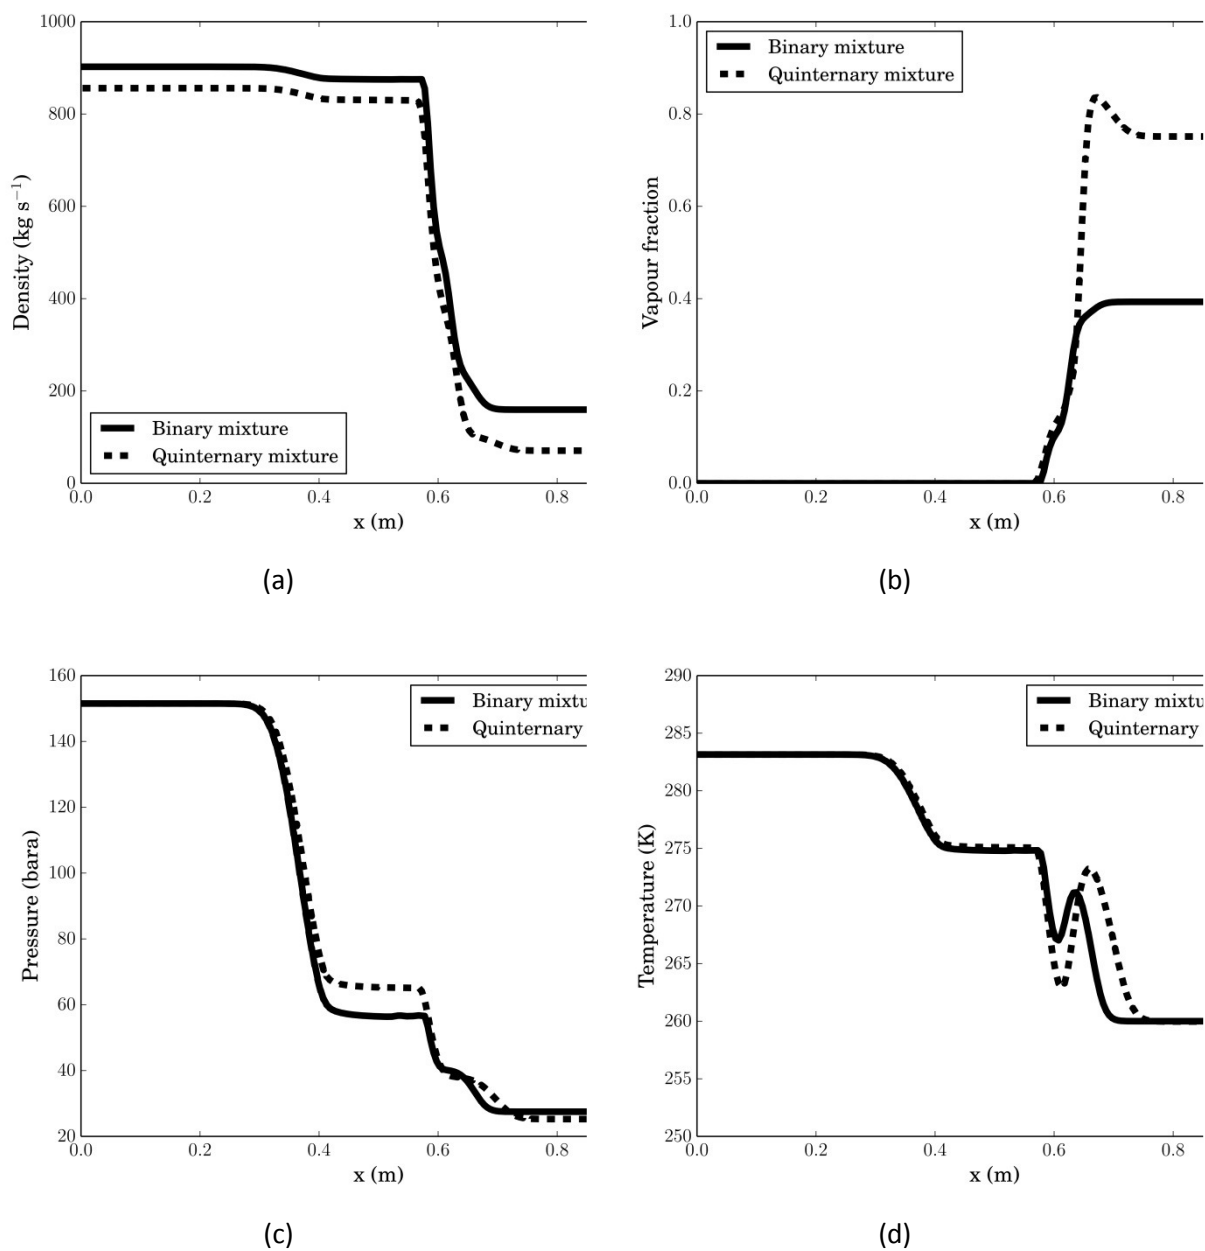 1000
800
600
400
200
0
Density (kg s⁻¹)
Binary mixture
Quinternary mixture
0.0 0.2 0.4 0.6 0.8
x (m)
(a)
1.0
0.8
0.6
0.4
0.2
0.0
Vapour fraction
Binary mixture
Quinternary mixture
0.0 0.2 0.4 0.6 0.8
x (m)
(b)
160
140
120
100
80
60
40
20
Pressure (bara)
Binary mixtu
Quinternary
0.0 0.2 0.4 0.6 0.8
x (m)
(c)
290
285
280
275
270
265
260
255
250
Temperature (K)
Binary mixtu
Quinternary
0.0 0.2 0.4 0.6 0.8
x (m)
(d)